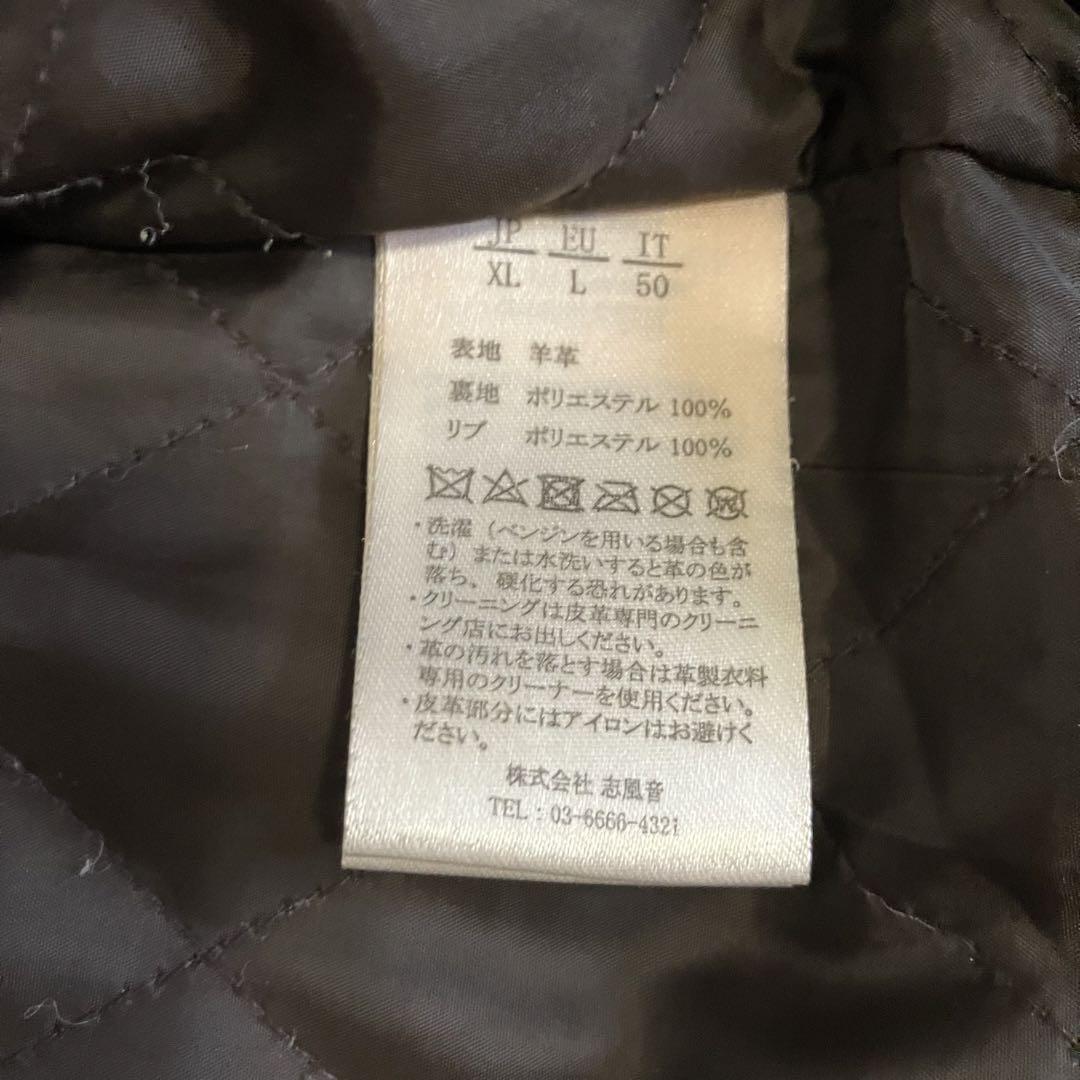 JP EU IT
XL L 50
表地 羊革
裏地 ポリエステル 100%
リブ ポリエステル 100%
W
・洗濯（ベンジンを用いる場合も含
む）または水洗いすると革の色が
落ち、硬化する恐れがあります。
・クリーニングは皮革専門のクリーニ
ング店にお出しください。
・革の汚れを落とす場合は革製衣料
専用のクリーナーを使用ください。
・皮革部分にはアイロンはお避けく
ださい。
株式会社 志風音
TEL：03-6666-4321